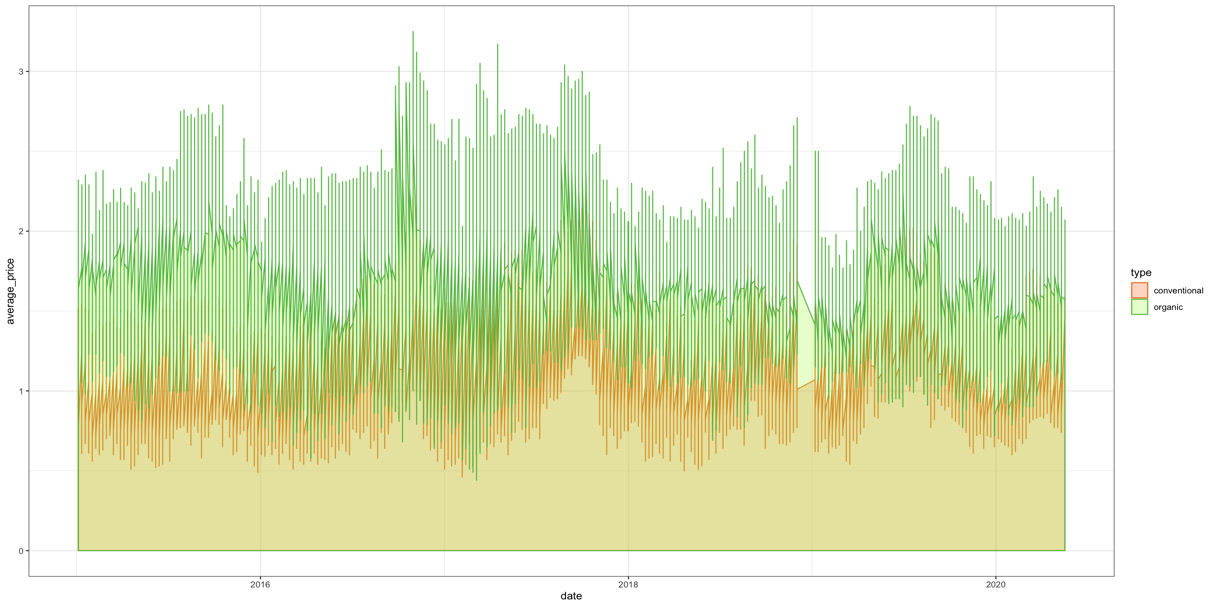 3
2
1
0
average_price
2016
2018
2020
date
type
conventional
organic